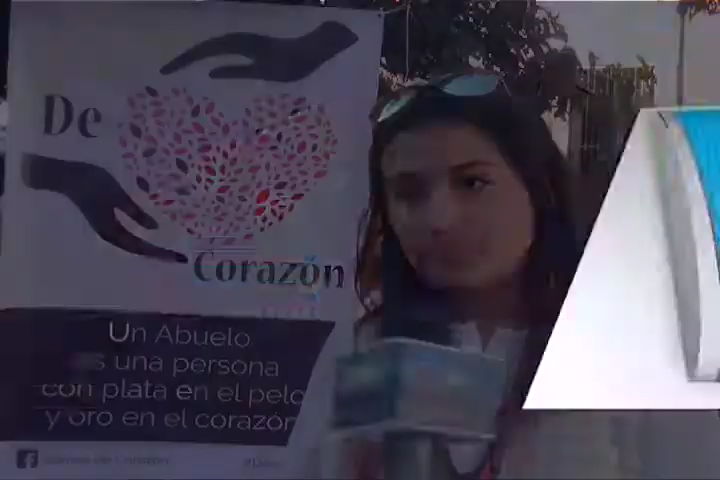 De
Corazón
Un Abuelo
es una persona
con plata en el pelo
y oro en el corazón